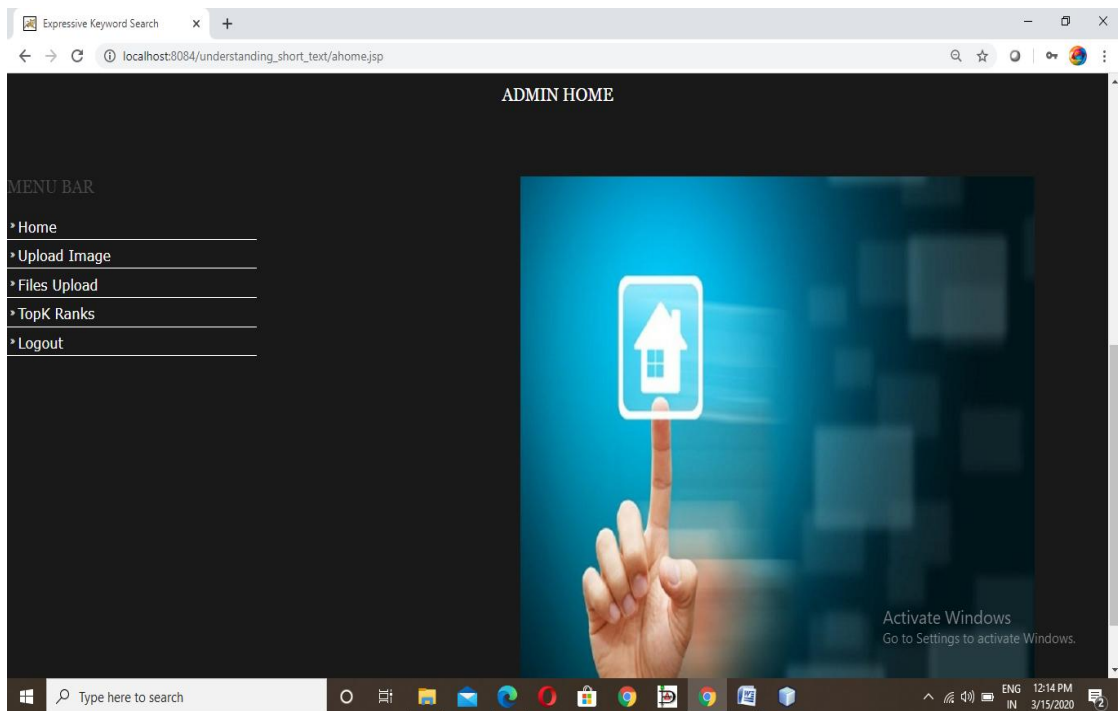 Expressive Keyword Search
localhost:8084/understanding_short_text/ahome.jsp
ADMIN HOME
MENU BAR
Home
Upload Image
Files Upload
TopK Ranks
Logout
Activate Windows
Go to Settings to activate Windows.
Type here to search
ENG 12:14 PM
IN 3/15/2020
2